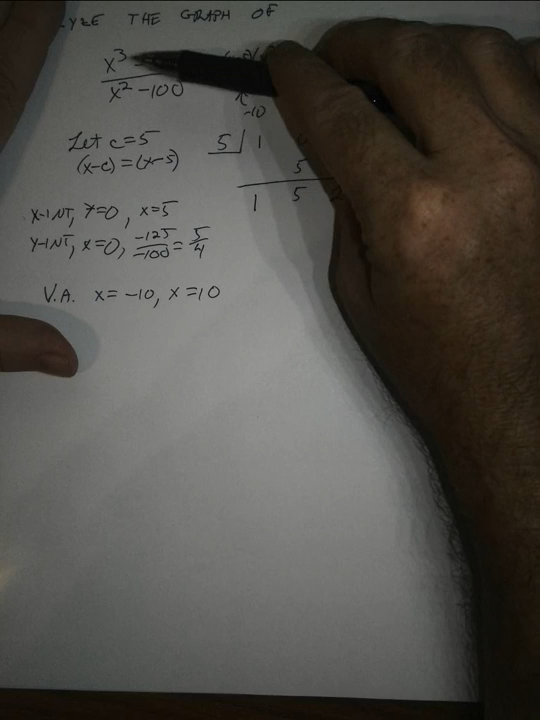 THE GRAPH OF
x³
x² -100
-10
Let c=5
(x-c) = (x-5)
5 | 1
5
1 5
X-INT, Y=0, x=5
Y-INT, x=0, -125/-100 = 5/4
V.A. x= -10, x=10